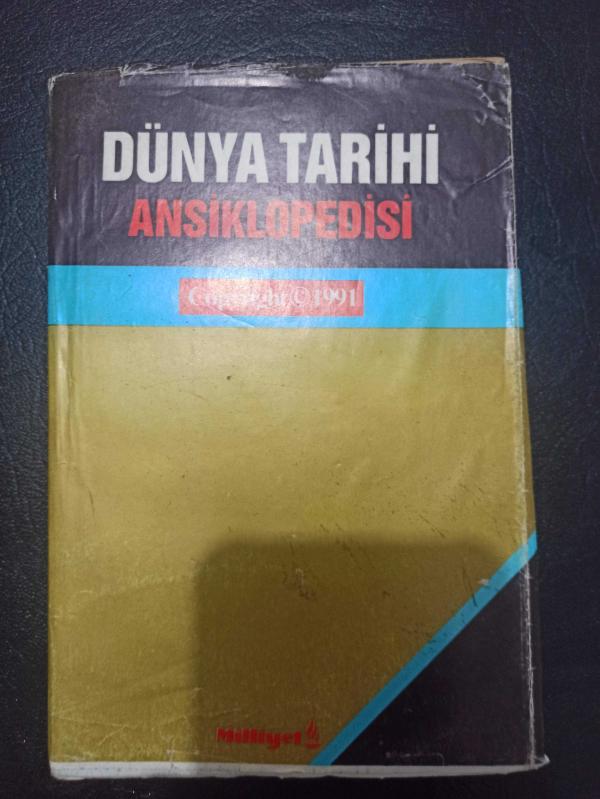 DÜNYA TARİHİ
ANSİKLOPEDİSİ
Copyright © 1991
Milliyet